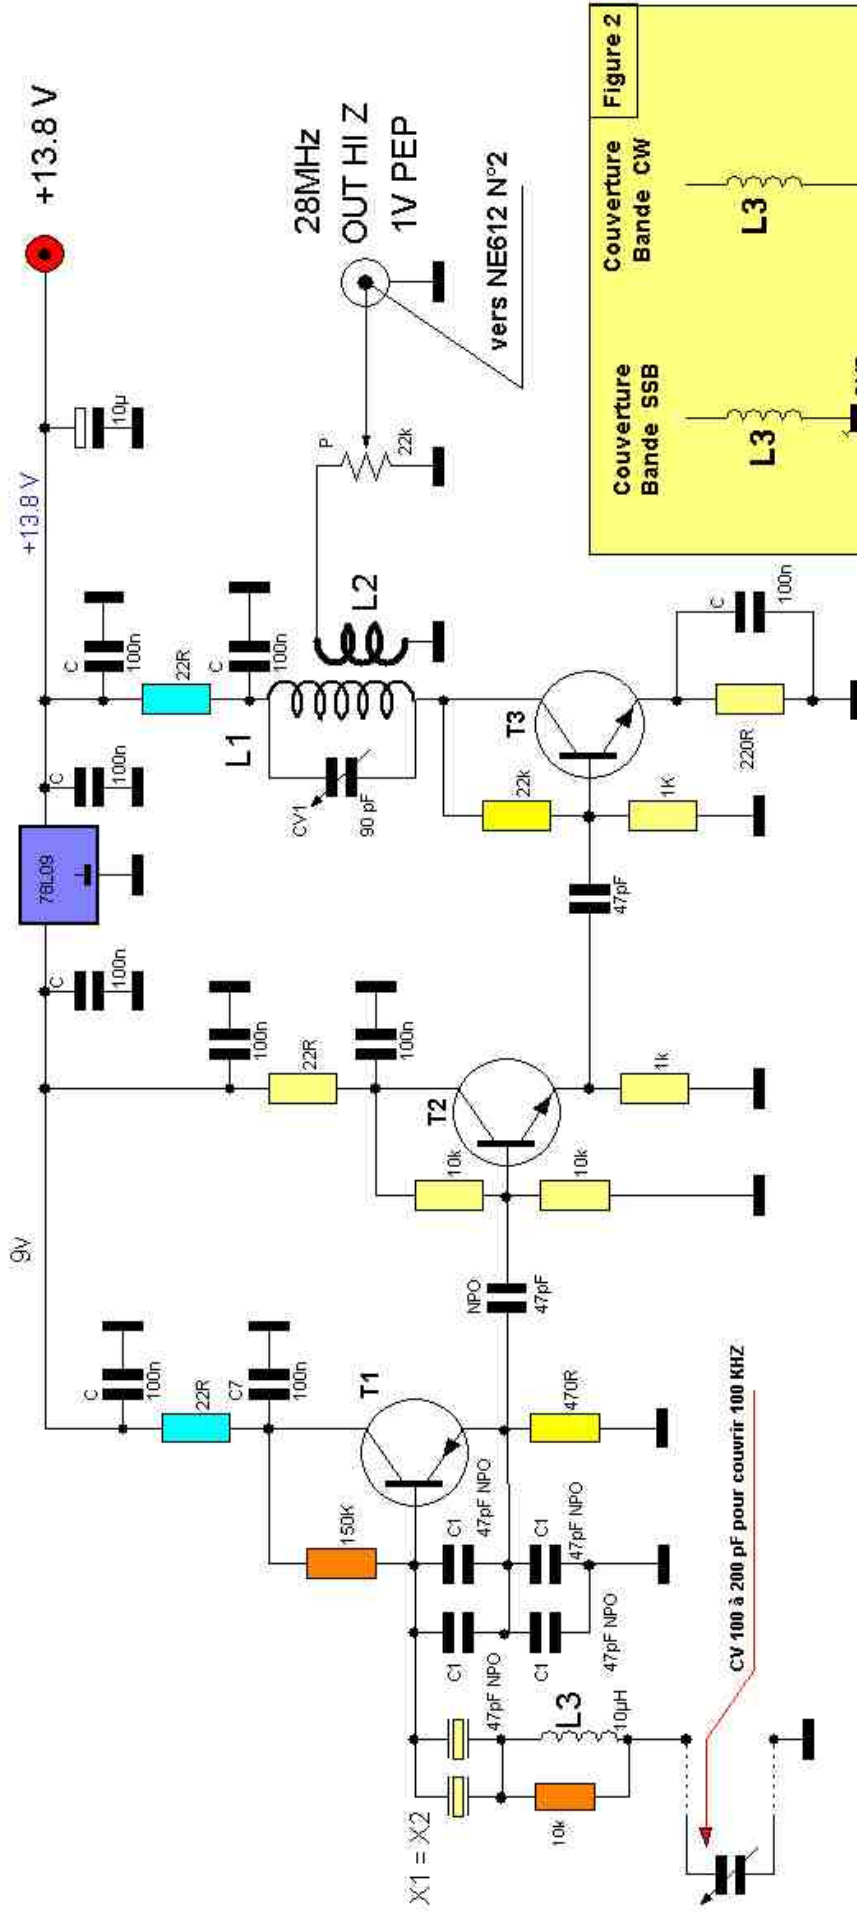 +13.8 V
+13.8 V
9v
78L09
10µ
C
100n
C
100n
C
100n
C
100n
22R
22R
22R
100n
100n
C
100n
C7
100n
L1
L2
CV1
90 pF
P
22k
28MHz
OUT HI Z
1V PEP
vers NE612 N°2
T1
T2
T3
150K
10k
10k
22k
1K
1k
220R
C
100n
47pF
NPO
47pF
470R
C1
47pF NPO
C1
47pF NPO
C1
47pF NPO
C1
47pF NPO
X1 = X2
10k
L3
10µH
CV 100 à 200 pF pour couvrir 100 KHZ
Figure 2
Couverture
Bande SSB
Couverture
Bande CW
L3
L3